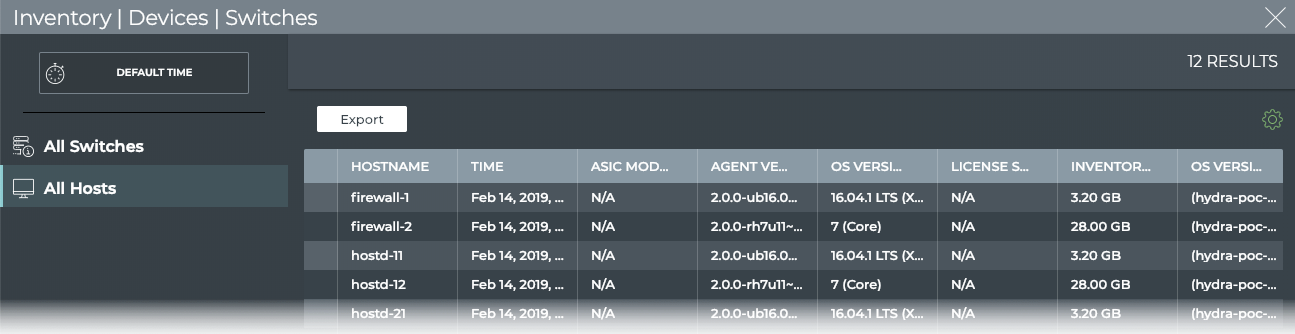 Inventory | Devices | Switches
DEFAULT TIME
12 RESULTS
All Switches
All Hosts
Export
HOSTNAME TIME ASIC MOD... AGENT VE... OS VERSI... LICENSE S... INVENTOR... OS VERSI...
firewall-1 Feb 14, 2019, ... N/A 2.0.0-ub16.0... 16.04.1 LTS (X... N/A 3.20 GB (hydra-poc-...
firewall-2 Feb 14, 2019, ... N/A 2.0.0-rh7u11~... 7 (Core) N/A 28.00 GB (hydra-poc-...
hostd-11 Feb 14, 2019, ... N/A 2.0.0-ub16.0... 16.04.1 LTS (X... N/A 3.20 GB (hydra-poc-...
hostd-12 Feb 14, 2019, ... N/A 2.0.0-rh7u11~... 7 (Core) N/A 28.00 GB (hydra-poc-...
hostd-21 Feb 14, 2019, ... N/A 2.0.0-ub16.0... 16.04.1 LTS (X... N/A 3.20 GB (hydra-poc-...